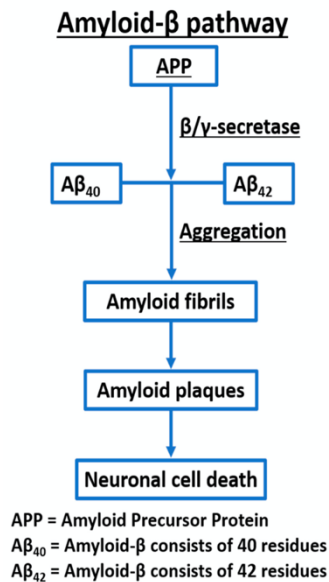 Amyloid-β pathway
APP
β/γ-secretase
Aβ₄₀
Aβ₄₂
Aggregation
Amyloid fibrils
Amyloid plaques
Neuronal cell death
APP = Amyloid Precursor Protein
Aβ₄₀ = Amyloid-β consists of 40 residues
Aβ₄₂ = Amyloid-β consists of 42 residues